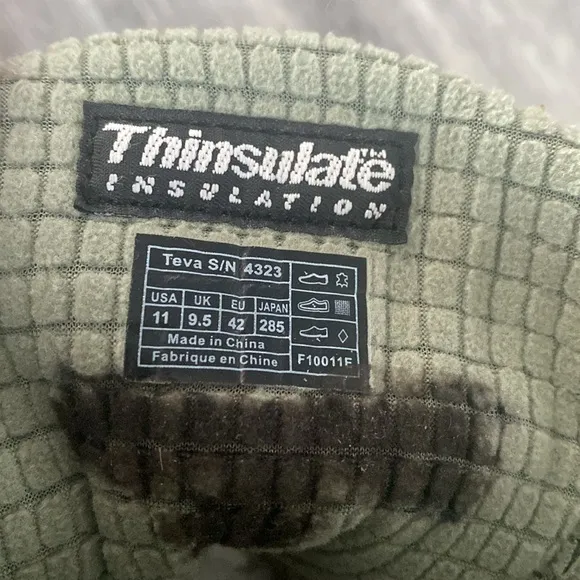 Thinsulate™
INSULATION
Teva S/N 4323
USA UK EU JAPAN
11 9.5 42 285
Made in China
Fabrique en Chine
F10011F